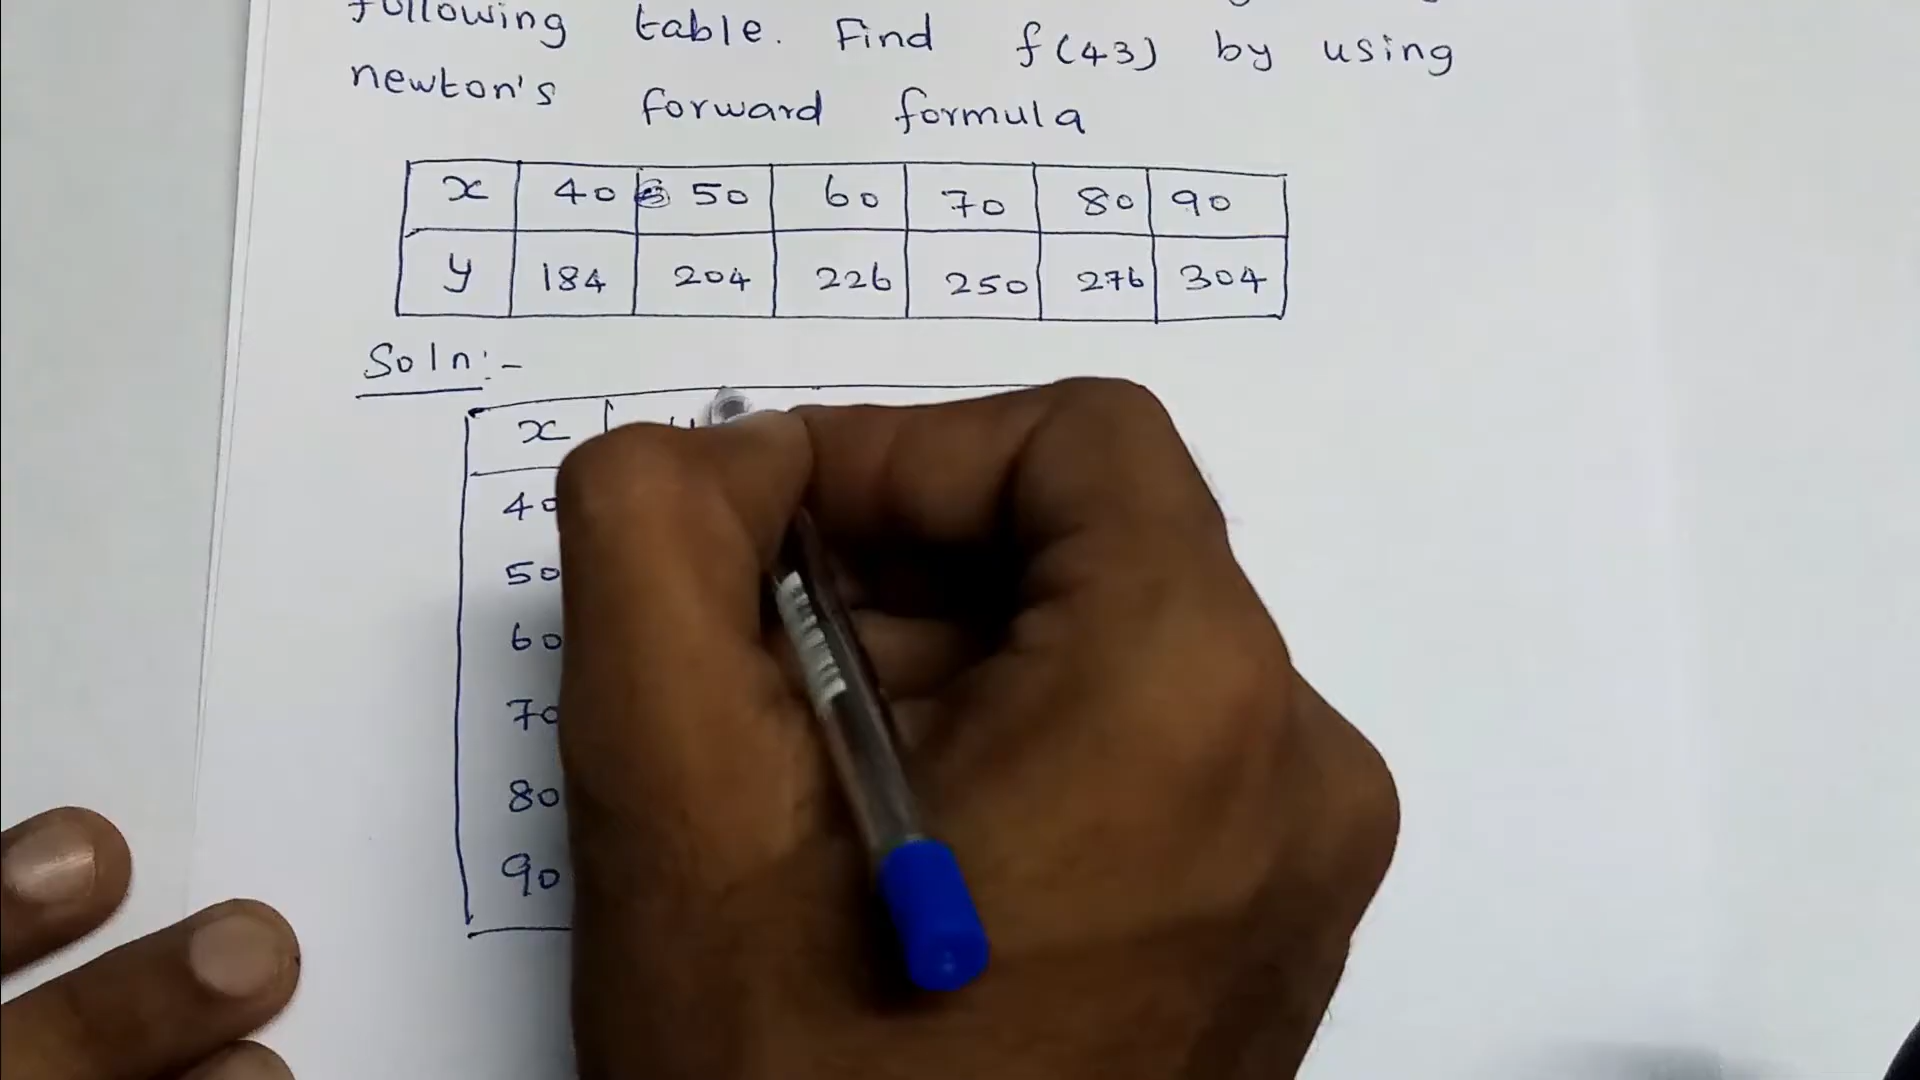 following table. Find f(43) by using
newton's forward formula
x 40 50 60 70 80 90
y 184 204 226 250 276 304
Soln:-
x y
40
50
60
70
80
90